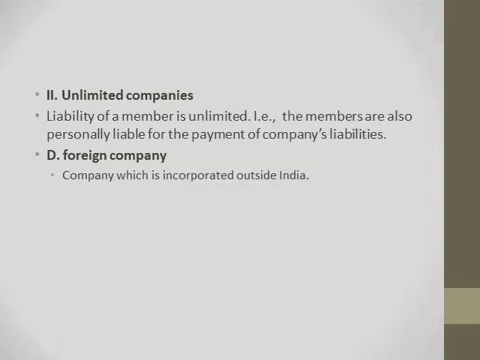 II. Unlimited companies
Liability of a member is unlimited. I.e., the members are also
personally liable for the payment of company's liabilities.
D. foreign company
Company which is incorporated outside India.